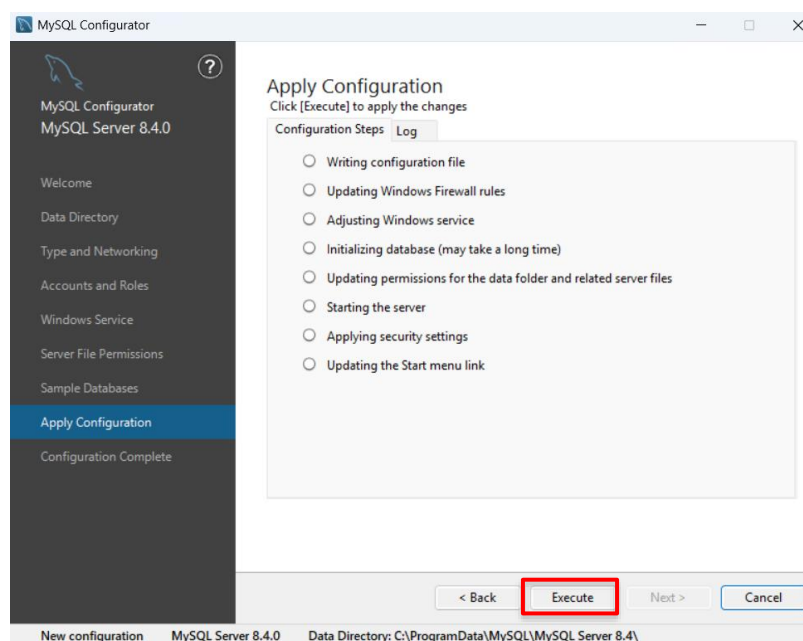 MySQL Configurator
?
MySQL Configurator
MySQL Server 8.4.0
Welcome
Data Directory
Type and Networking
Accounts and Roles
Windows Service
Server File Permissions
Sample Databases
Apply Configuration
Configuration Complete
Apply Configuration
Click [Execute] to apply the changes
Configuration Steps Log
Writing configuration file
Updating Windows Firewall rules
Adjusting Windows service
Initializing database (may take a long time)
Updating permissions for the data folder and related server files
Starting the server
Applying security settings
Updating the Start menu link
< Back Execute Next > Cancel
New configuration MySQL Server 8.4.0 Data Directory: C:\ProgramData\MySQL\MySQL Server 8.4\